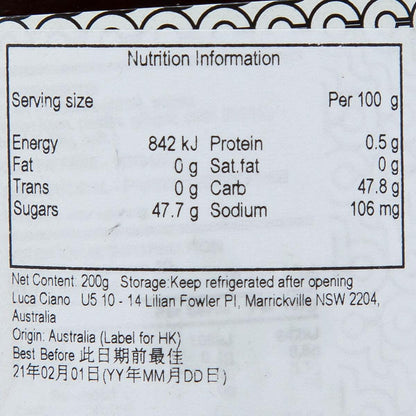 Nutrition Information
Serving size Per 100 g
Energy 842 kJ Protein 0.5 g
Fat 0 g Sat.fat 0 g
Trans 0 g Carb 47.8 g
Sugars 47.7 g Sodium 106 mg
Net Content. 200g Storage:Keep refrigerated after opening
Luca Ciano U5 10 - 14 Lilian Fowler Pl, Marrickville NSW 2204,
Australia
Origin: Australia (Label for HK)
Best Before 此日期前最佳
21年02月01日(YY年MM月DD日)